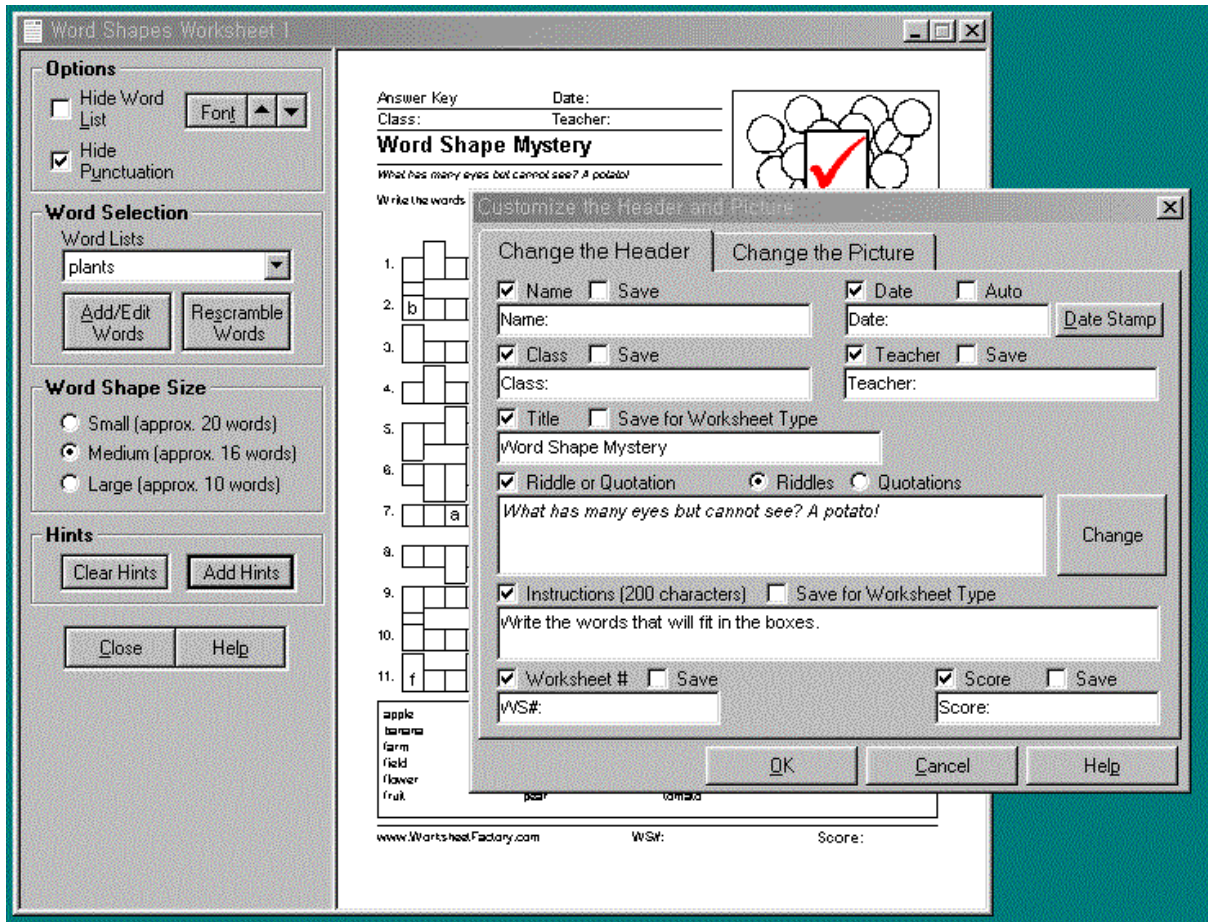 Word Shapes Worksheet 1
Options
Hide Word
List
Font
Hide
Punctuation
Word Selection
Word Lists
plants
Add/Edit
Words
Rescramble
Words
Word Shape Size
Small (approx. 20 words)
Medium (approx. 16 words)
Large (approx. 10 words)
Hints
Clear Hints
Add Hints
Close
Help
Answer Key Date:
Class: Teacher:
Word Shape Mystery
What has many eyes but cannot see? A potato!
Write the words
1.
2. b
3.
4.
5.
6.
7. a
8.
9.
10.
11. f
apple
banana
farm
field
flower
fruit pear tomato
www.WorksheetFactory.com WS#: Score:
Customize the Header and Picture
Change the Header Change the Picture
Name Save Date Auto
Name: Date: Date Stamp
Class Save Teacher Save
Class: Teacher:
Title Save for Worksheet Type
Word Shape Mystery
Riddle or Quotation Riddles Quotations
What has many eyes but cannot see? A potato!
Change
Instructions (200 characters) Save for Worksheet Type
Write the words that will fit in the boxes.
Worksheet # Save Score Save
WS#: Score:
OK Cancel Help